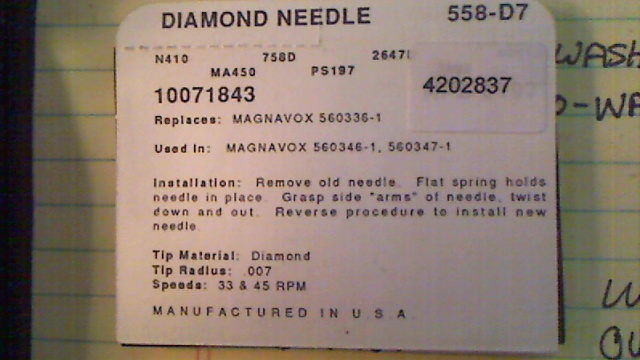 DIAMOND NEEDLE 558-D7
N410 758D 2647
MA450 PS197
10071843 4202837
Replaces: MAGNAVOX 560336-1
Used In: MAGNAVOX 560346-1, 560347-1
Installation: Remove old needle. Flat spring holds
needle in place. Grasp side "arms" of needle, twist
down and out. Reverse procedure to install new
needle.
Tip Material: Diamond
Tip Radius: .007
Speeds: 33 & 45 RPM
MANUFACTURED IN U.S.A.
WASH